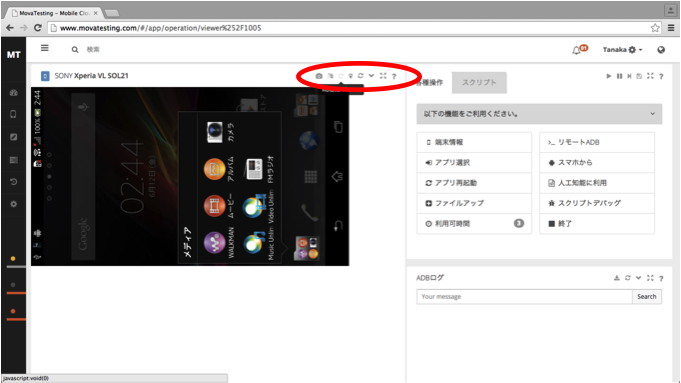 MovaTesting – Mobile Clo
www.movatesting.com/#/app/operation/viewer%2S2F1005
MT
検索
Tanaka
SONY Xperia VL SOL21
各種操作
スクリプト
以下の機能をご利用ください。
端末情報
リモートADB
アプリ選択
スマホから
アプリ再起動
人工知能に利用
ファイルアップ
スクリプトデバッグ
利用可時間
3
終了
ADBログ
Your message
Search
2:44
100%
02:44
Google
メディア
カメラ
アルバム
FMラジオ
ムービー
Video Unlim
WALKMAN
Music Unlim
javascript:void(0)